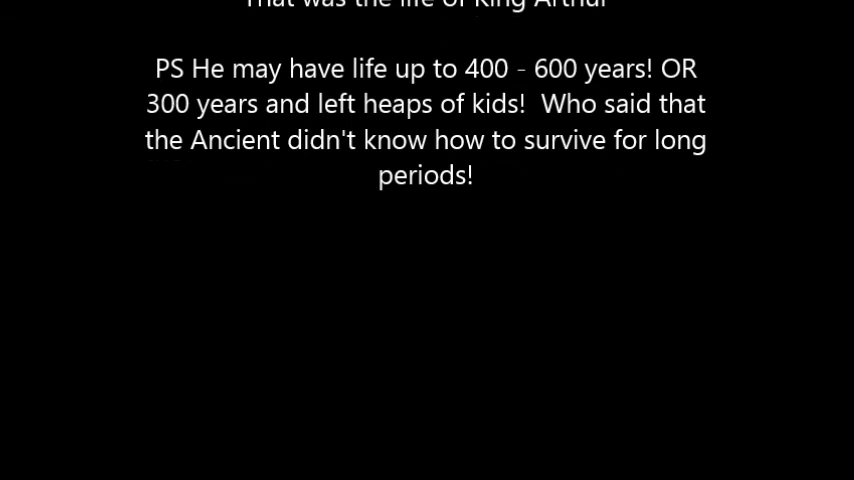 That was the life of King Arthur
PS He may have life up to 400 - 600 years! OR
300 years and left heaps of kids!  Who said that
the Ancient didn't know how to survive for long
periods!